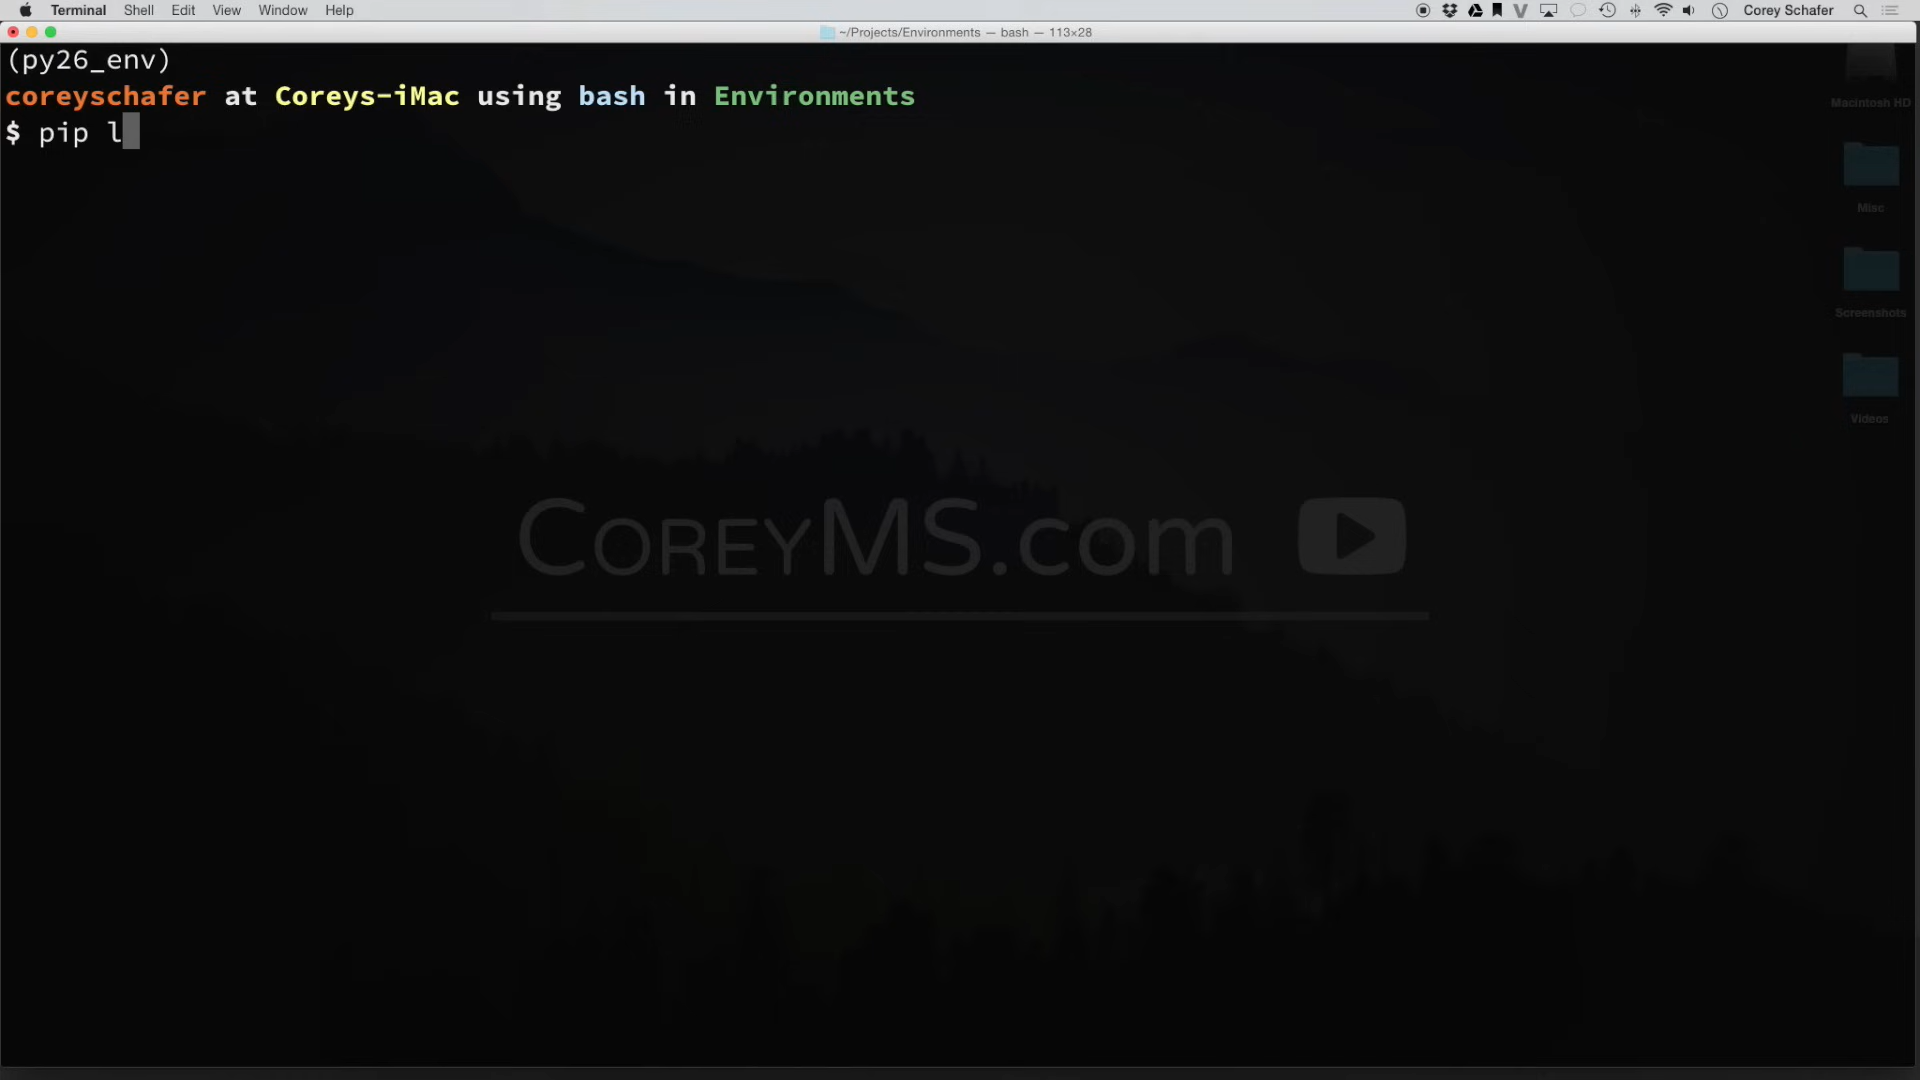 Terminal Shell Edit View Window Help Corey Schafer
~/Projects/Environments — bash — 113×28
(py26_env)
coreyschafer at Coreys-iMac using bash in Environments
$ pip l
Macintosh HD
Misc
Screenshots
Videos
CoreyMS.com